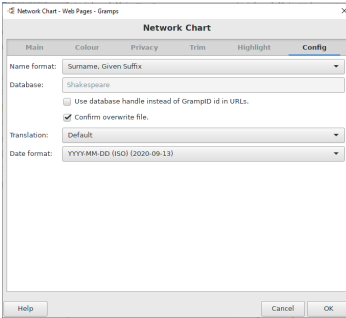 Network Chart - Web Pages - Gramps
Network Chart
Main Colour Privacy Trim Highlight Config
Name format: Surname, Given Suffix
Database: Shakespeare
Use database handle instead of GrampID id in URLs.
Confirm overwrite file.
Translation: Default
Date format: YYYY-MM-DD (ISO) (2020-09-13)
Help Cancel OK